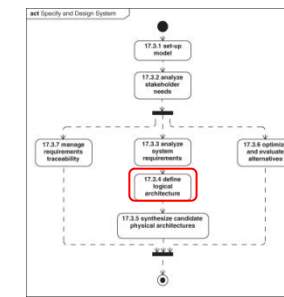 act Specify and Design System
17.3.1 set-up
model
17.3.2 analyze
stakeholder
needs
17.3.7 manage
requirements
traceability
17.3.3 analyze
system
requirements
17.3.6 optimiz
and evaluate
alternatives
17.3.4 define
logical
architecture
17.3.5 synthesize candidate
physical architectures